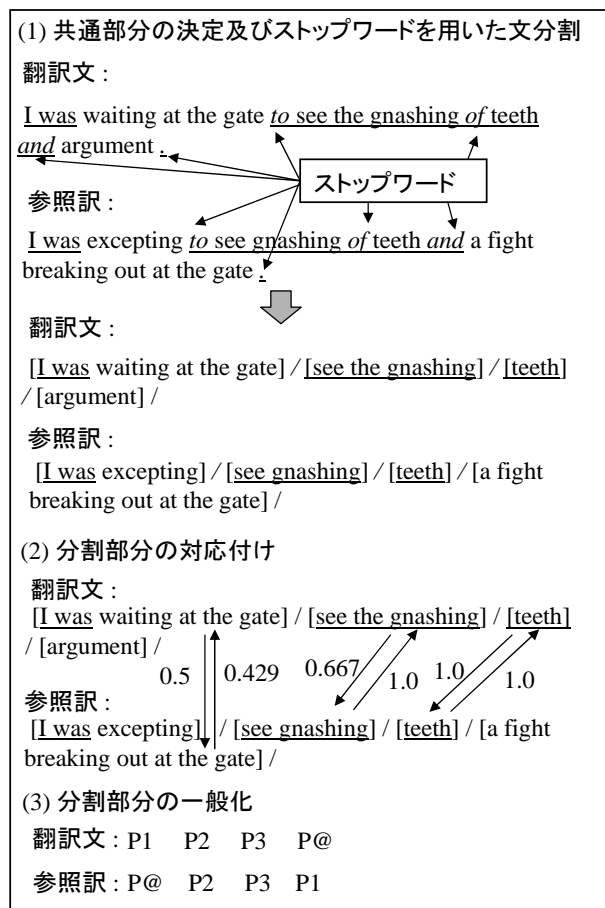 (1) 共通部分の決定及びストップワードを用いた文分割
翻訳文 :
I was waiting at the gate to see the gnashing of teeth
and argument .
ストップワード
参照訳 :
I was excepting to see gnashing of teeth and a fight
breaking out at the gate .
翻訳文 :
[I was waiting at the gate] / [see the gnashing] / [teeth]
/ [argument] /
参照訳 :
[I was excepting] / [see gnashing] / [teeth] / [a fight
breaking out at the gate] /
(2) 分割部分の対応付け
翻訳文 :
[I was waiting at the gate] / [see the gnashing] / [teeth]
/ [argument] /
0.5 0.429 0.667 1.0 1.0 1.0
参照訳 :
[I was excepting] / [see gnashing] / [teeth] / [a fight
breaking out at the gate] /
(3) 分割部分の一般化
翻訳文 : P1 P2 P3 P@
参照訳 : P@ P2 P3 P1